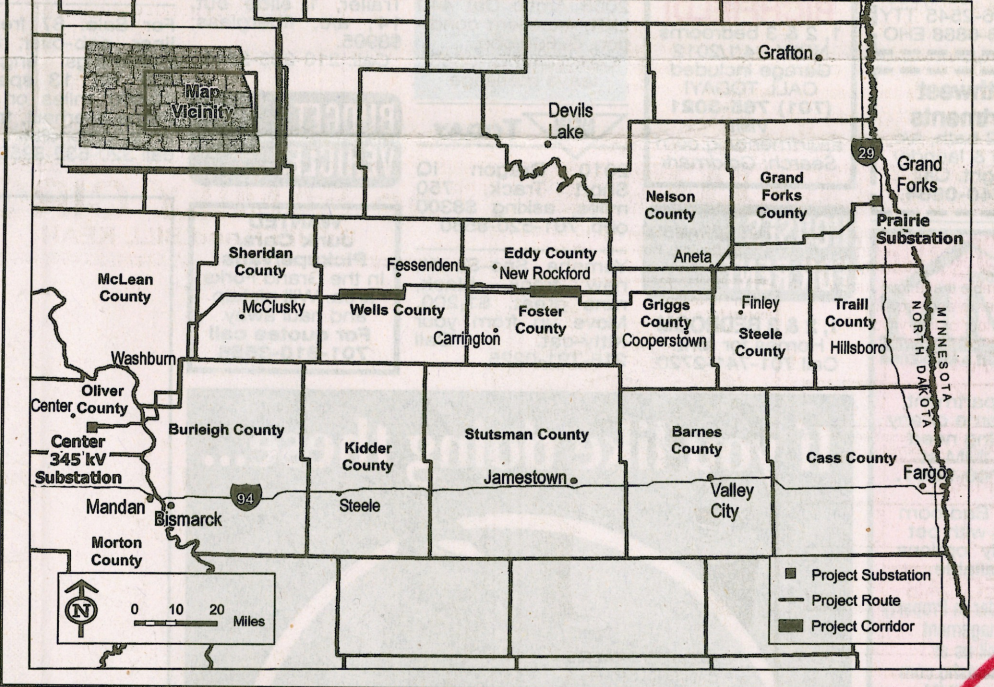 Map
Vicinity
Grafton
Devils
Lake
29
Grand
Forks
Nelson
County
Grand
Forks
County
Prairie
Substation
Aneta
Sheridan
County
McLean
County
Fessenden
Eddy County
New Rockford
McClusky
Wells County
Foster
County
Carrington
Griggs
County
Cooperstown
Finley
Steele
County
Traill
County
Hillsboro
NORTH DAKOTA
MINNESOTA
Washburn
Oliver
County
Center
Center
345 kV
Substation
Burleigh County
Kidder
County
Stutsman County
Barnes
County
Cass County
Fargo
Jamestown
Valley
City
94
Steele
Mandan
Bismarck
Morton
County
N
0 10 20
Miles
Project Substation
Project Route
Project Corridor